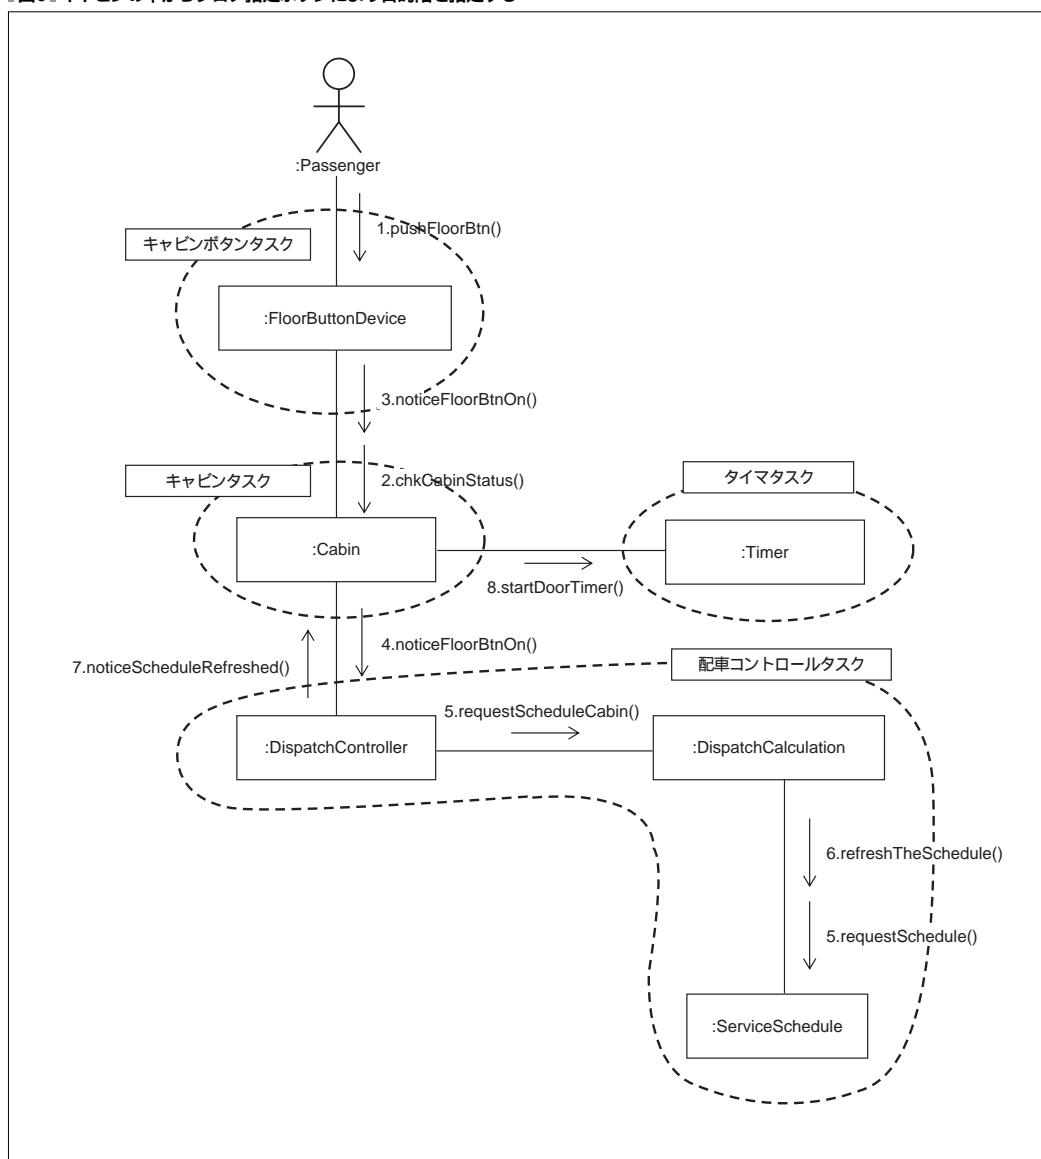 :Passenger
1.pushFloorBtn()
キャビンボタンタスク
:FloorButtonDevice
3.noticeFloorBtnOn()
キャビンタスク
2.chkCabinStatus()
タイマタスク
:Cabin
:Timer
8.startDoorTimer()
4.noticeFloorBtnOn()
7.noticeScheduleRefreshed()
配車コントロールタスク
5.requestScheduleCabin()
:DispatchController
:DispatchCalculation
6.refreshTheSchedule()
5.requestSchedule()
:ServiceSchedule